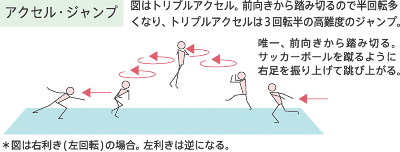 アクセル・ジャンプ
図はトリプルアクセル。前向きから踏み切るので半回転多
くなり、トリプルアクセルは3回転半の高難度のジャンプ。
唯一、前向きから踏み切る。
サッカーボールを蹴るように
右足を振り上げて跳び上がる。
＊図は右利き(左回転)の場合。左利きは逆になる。